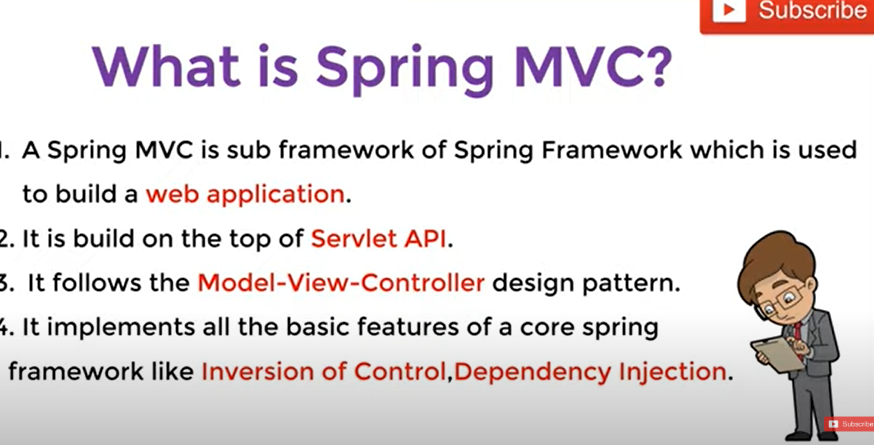 Subscribe
What is Spring MVC?
1. A Spring MVC is sub framework of Spring Framework which is used
to build a web application.
2. It is build on the top of Servlet API.
3. It follows the Model-View-Controller design pattern.
4. It implements all the basic features of a core spring
framework like Inversion of Control,Dependency Injection.
Subscribe